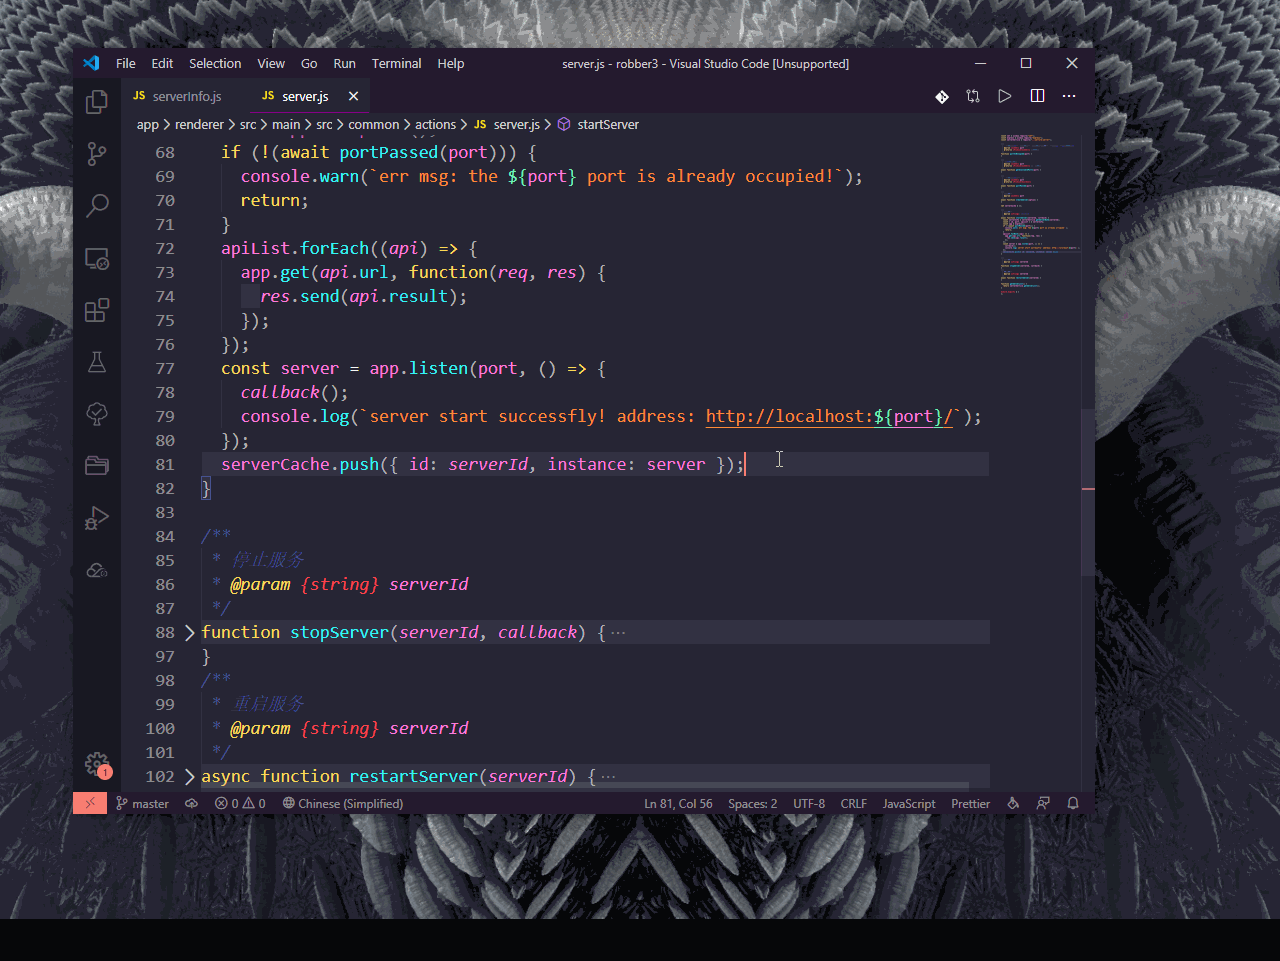 File Edit Selection View Go Run Terminal Help server.js - robber3 - Visual Studio Code [Unsupported]
JS serverInfo.js JS server.js
app > renderer > src > main > src > common > actions > JS server.js > startServer
68 if (!(await portPassed(port))) {
69 console.warn(`err msg: the ${port} port is already occupied!`);
70 return;
71 }
72 apiList.forEach((api) => {
73 app.get(api.url, function(req, res) {
74 res.send(api.result);
75 });
76 });
77 const server = app.listen(port, () => {
78 callback();
79 console.log(`server start successfly! address: http://localhost:${port}/`);
80 });
81 serverCache.push({ id: serverId, instance: server });
82 }
83
84 /**
85 * 停止服务
86 * @param {string} serverId
87 */
88 function stopServer(serverId, callback) { ···
97 }
98 /**
99 * 重启服务
100 * @param {string} serverId
101 */
102 async function restartServer(serverId) { ···
1
master 0 0 Chinese (Simplified) Ln 81, Col 56 Spaces: 2 UTF-8 CRLF JavaScript Prettier